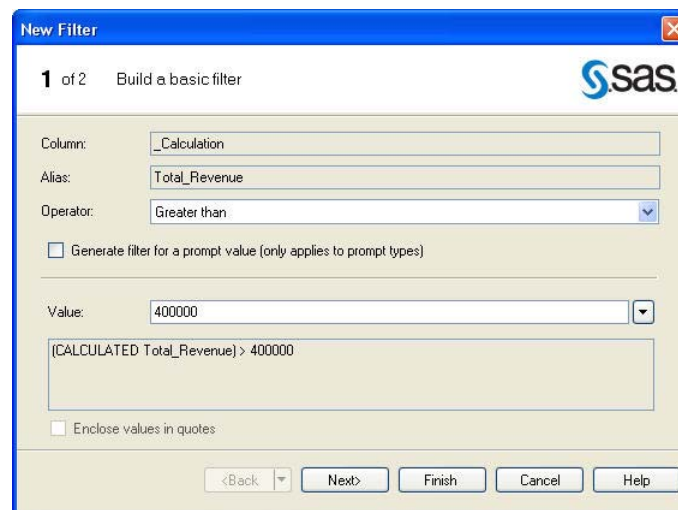 New Filter
1 of 2 Build a basic filter
sas.
Column: _Calculation
Alias: Total_Revenue
Operator: Greater than
Generate filter for a prompt value (only applies to prompt types)
Value: 400000
(CALCULATED Total_Revenue) > 400000
Enclose values in quotes
<Back Next> Finish Cancel Help